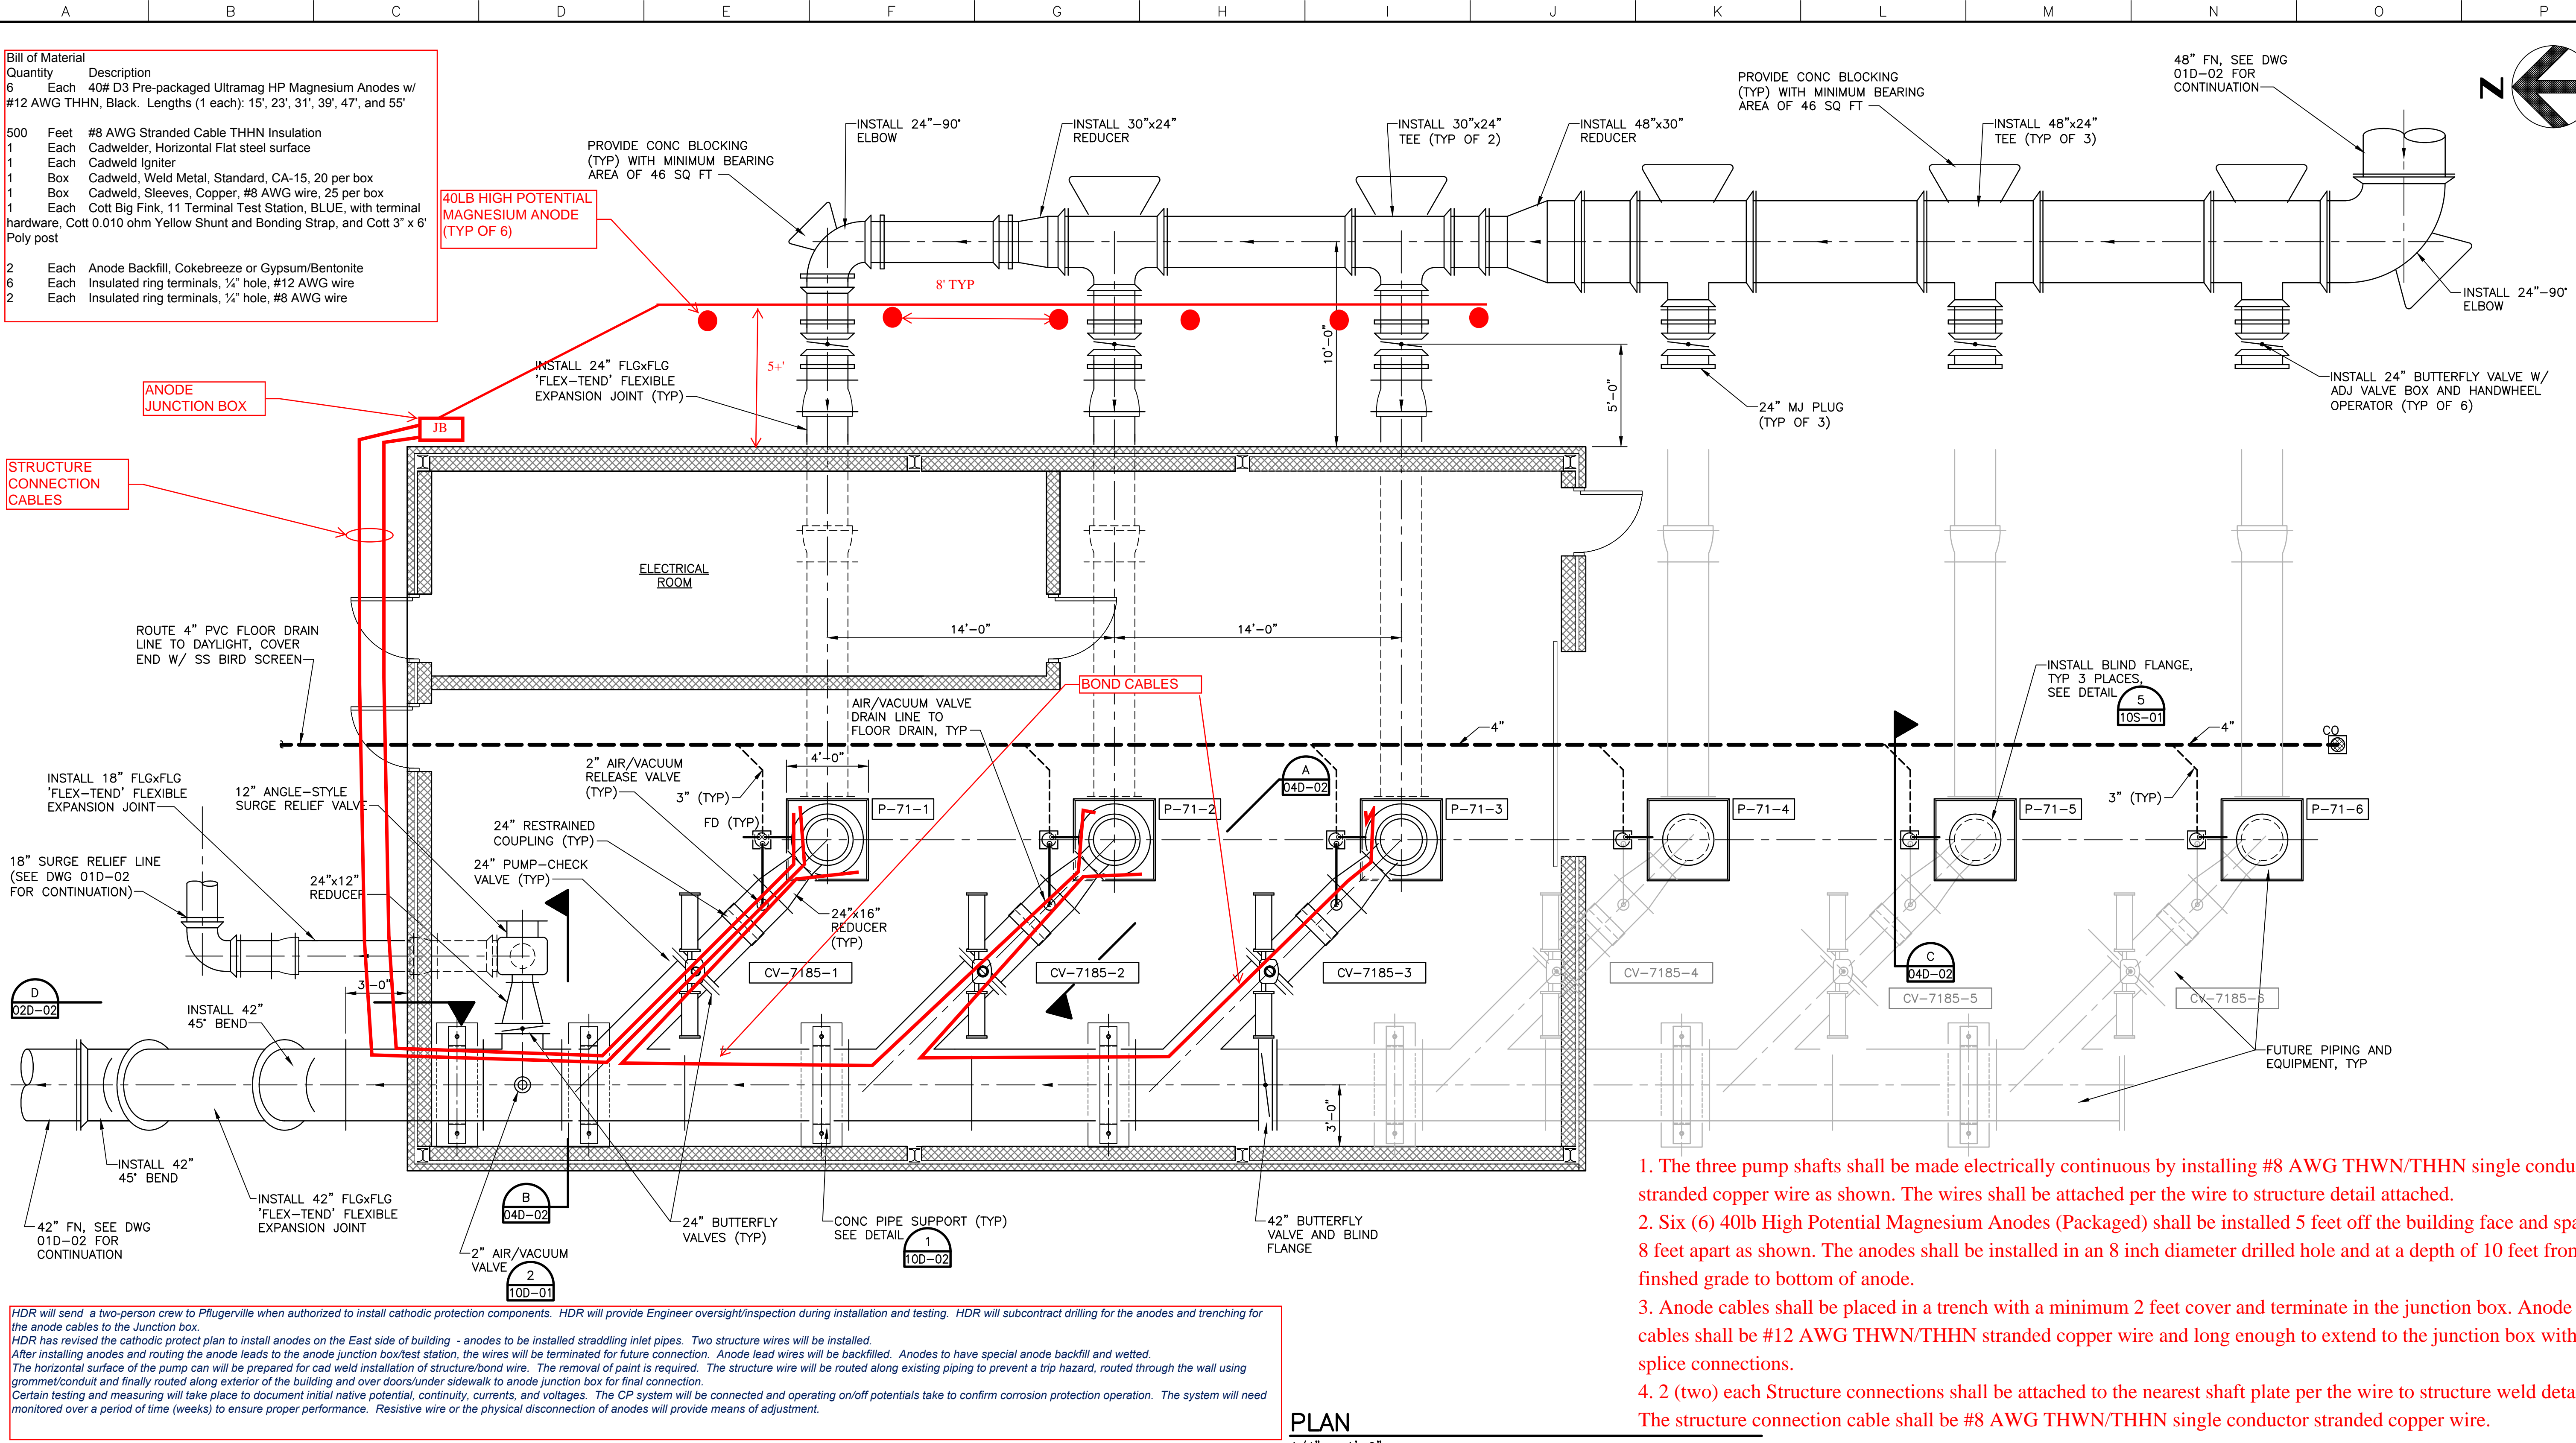 A B C D E F G H I J K L M N O P
Bill of Material
Quantity Description
6 Each 40# D3 Pre-packaged Ultramag HP Magnesium Anodes w/
#12 AWG THHN, Black. Lengths (1 each): 15', 23', 31', 39', 47', and 55'
500 Feet #8 AWG Stranded Cable THHN Insulation
1 Each Cadwelder, Horizontal Flat steel surface
1 Each Cadweld Igniter
1 Box Cadweld, Weld Metal, Standard, CA-15, 20 per box
1 Box Cadweld, Sleeves, Copper, #8 AWG wire, 25 per box
1 Each Cott Big Fink, 11 Terminal Test Station, BLUE, with terminal
hardware, Cott 0.010 ohm Yellow Shunt and Bonding Strap, and Cott 3" x 6'
Poly post
2 Each Anode Backfill, Cokebreeze or Gypsum/Bentonite
6 Each Insulated ring terminals, ¼" hole, #12 AWG wire
2 Each Insulated ring terminals, ¼" hole, #8 AWG wire
40LB HIGH POTENTIAL
MAGNESIUM ANODE
(TYP OF 6)
PROVIDE CONC BLOCKING
(TYP) WITH MINIMUM BEARING
AREA OF 46 SQ FT
INSTALL 24"-90°
ELBOW
INSTALL 30"x24"
REDUCER
INSTALL 30"x24"
TEE (TYP OF 2)
INSTALL 48"x30"
REDUCER
PROVIDE CONC BLOCKING
(TYP) WITH MINIMUM BEARING
AREA OF 46 SQ FT
INSTALL 48"x24"
TEE (TYP OF 3)
48" FN, SEE DWG
01D-02 FOR
CONTINUATION
N
INSTALL 24"-90°
ELBOW
8' TYP
5+'
10'-0"
5'-0"
INSTALL 24" FLGxFLG
'FLEX-TEND' FLEXIBLE
EXPANSION JOINT (TYP)
24" MJ PLUG
(TYP OF 3)
INSTALL 24" BUTTERFLY VALVE W/
ADJ VALVE BOX AND HANDWHEEL
OPERATOR (TYP OF 6)
ANODE
JUNCTION BOX
JB
STRUCTURE
CONNECTION
CABLES
ELECTRICAL
ROOM
14'-0"
14'-0"
ROUTE 4" PVC FLOOR DRAIN
LINE TO DAYLIGHT, COVER
END W/ SS BIRD SCREEN
BOND CABLES
AIR/VACUUM VALVE
DRAIN LINE TO
FLOOR DRAIN, TYP
INSTALL BLIND FLANGE,
TYP 3 PLACES,
SEE DETAIL
5
10S-01
4"
4"
CO
INSTALL 18" FLGxFLG
'FLEX-TEND' FLEXIBLE
EXPANSION JOINT
12" ANGLE-STYLE
SURGE RELIEF VALVE
2" AIR/VACUUM
RELEASE VALVE
(TYP)
3" (TYP)
FD (TYP)
4'-0"
A
04D-02
3" (TYP)
P-71-1
P-71-2
P-71-3
P-71-4
P-71-5
P-71-6
24" RESTRAINED
COUPLING (TYP)
24" PUMP-CHECK
VALVE (TYP)
18" SURGE RELIEF LINE
(SEE DWG 01D-02
FOR CONTINUATION)
24"x12"
REDUCER
24"x16"
REDUCER
(TYP)
CV-7185-1
CV-7185-2
CV-7185-3
CV-7185-4
CV-7185-5
CV-7185-6
C
04D-02
D
02D-02
3'-0"
INSTALL 42"
45° BEND
FUTURE PIPING AND
EQUIPMENT, TYP
3'-0"
INSTALL 42"
45° BEND
42" FN, SEE DWG
01D-02 FOR
CONTINUATION
INSTALL 42" FLGxFLG
'FLEX-TEND' FLEXIBLE
EXPANSION JOINT
B
04D-02
2" AIR/VACUUM
VALVE
2
10D-01
24" BUTTERFLY
VALVES (TYP)
CONC PIPE SUPPORT (TYP)
SEE DETAIL
1
10D-02
42" BUTTERFLY
VALVE AND BLIND
FLANGE
1. The three pump shafts shall be made electrically continuous by installing #8 AWG THWN/THHN single
stranded copper wire as shown. The wires shall be attached per the wire to structure detail attached.
2. Six (6) 40lb High Potential Magnesium Anodes (Packaged) shall be installed 5 feet off the building face and
8 feet apart as shown. The anodes shall be installed in an 8 inch diameter drilled hole and at a depth of 10 feet
finshed grade to bottom of anode.
3. Anode cables shall be placed in a trench with a minimum 2 feet cover and terminate in the junction box. Anode
cables shall be #12 AWG THWN/THHN stranded copper wire and long enough to extend to the junction box
splice connections.
4. 2 (two) each Structure connections shall be attached to the nearest shaft plate per the wire to structure weld
The structure connection cable shall be #8 AWG THWN/THHN single conductor stranded copper wire.
HDR will send a two-person crew to Pflugerville when authorized to install cathodic protection components. HDR will provide Engineer oversight/inspection during installation and testing. HDR will subcontract drilling for the anodes and trenching for
the anode cables to the Junction box.
HDR has revised the cathodic protect plan to install anodes on the East side of building - anodes to be installed straddling inlet pipes. Two structure wires will be installed.
After installing anodes and routing the anode leads to the anode junction box/test station, the wires will be terminated for future connection. Anode lead wires will be backfilled. Anodes to have special anode backfill and wetted.
The horizontal surface of the pump can will be prepared for cad weld installation of structure/bond wire. The removal of paint is required. The structure wire will be routed along existing piping to prevent a trip hazard, routed through the wall using
grommet/conduit and finally routed along exterior of the building and over doors/under sidewalk to anode junction box for final connection.
Certain testing and measuring will take place to document initial native potential, continuity, currents, and voltages. The CP system will be connected and operating on/off potentials take to confirm corrosion protection operation. The system will need
monitored over a period of time (weeks) to ensure proper performance. Resistive wire or the physical disconnection of anodes will provide means of adjustment.
PLAN